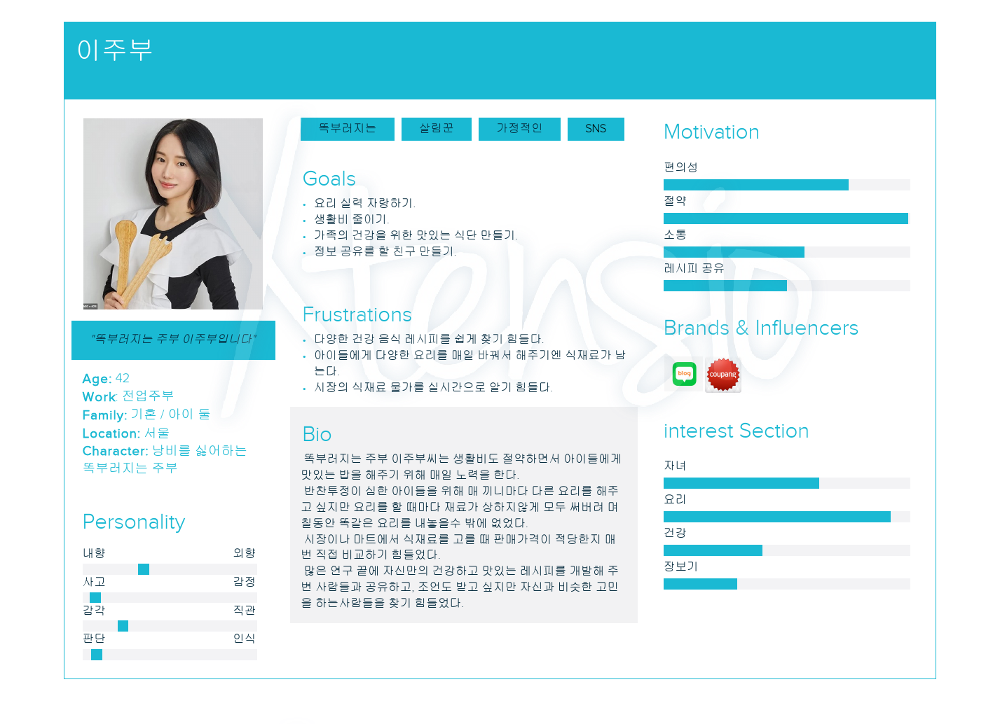 이주부
"똑부러지는 주부 이주부입니다"
Age: 42
Work: 전업주부
Family: 기혼 / 아이 둘
Location: 서울
Character: 낭비를 싫어하는
똑부러지는 주부
Personality
내향 외향
사고 감정
감각 직관
판단 인식
똑부러지는 살림꾼 가정적인 SNS
Goals
요리 실력 자랑하기.
생활비 줄이기.
가족의 건강을 위한 맛있는 식단 만들기.
정보 공유를 할 친구 만들기.
Frustrations
다양한 건강 음식 레시피를 쉽게 찾기 힘들다.
아이들에게 다양한 요리를 매일 바꿔서 해주기엔 식재료가 남
는다.
시장의 식재료 물가를 실시간으로 알기 힘들다.
Bio
똑부러지는 주부 이주부씨는 생활비도 절약하면서 아이들에게
맛있는 밥을 해주기 위해 매일 노력을 한다.
반찬투정이 심한 아이들을 위해 매 끼니마다 다른 요리를 해주
고 싶지만 요리를 할 때마다 재료가 상하지않게 모두 써버려 며
칠동안 똑같은 요리를 내놓을수 밖에 없었다.
시장이나 마트에서 식재료를 고를 때 판매가격이 적당한지 매
번 직접 비교하기 힘들었다.
많은 연구 끝에 자신만의 건강하고 맛있는 레시피를 개발해 주
변 사람들과 공유하고, 조언도 받고 싶지만 자신과 비슷한 고민
을 하는사람들을 찾기 힘들었다.
Motivation
편의성
절약
소통
레시피 공유
Brands & Influencers
blog
coupang
interest Section
자녀
요리
건강
장보기
Xtensio